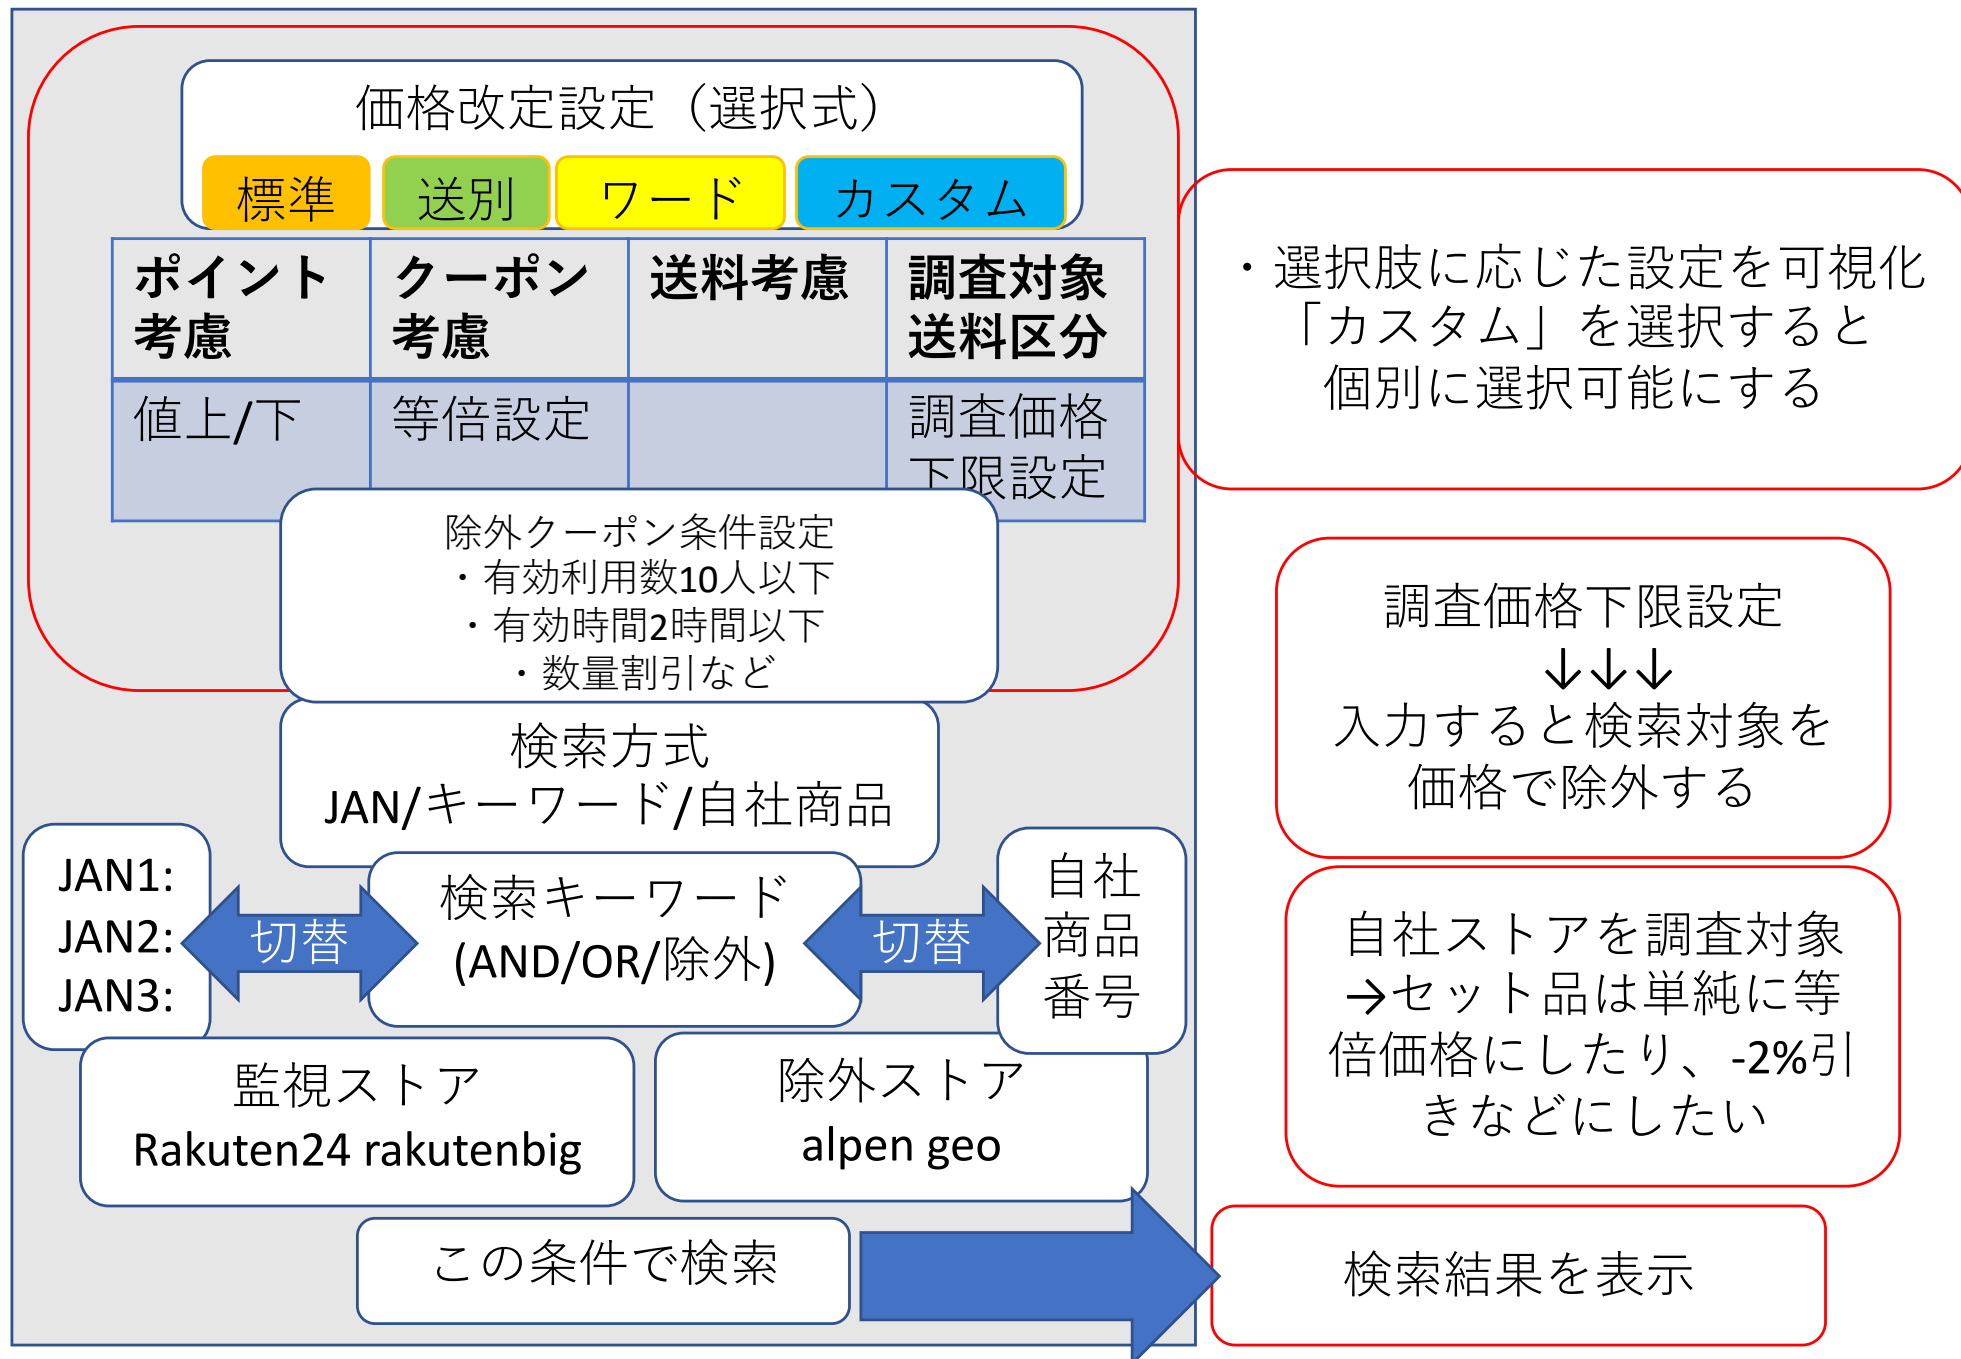 価格改定設定（選択式）
標準
送別
ワード
カスタム
ポイント
考慮
クーポン
考慮
送料考慮
調査対象
送料区分
値上/下
等倍設定
調査価格
下限設定
除外クーポン条件設定
・有効利用数10人以下
・有効時間2時間以下
・数量割引など
検索方式
JAN/キーワード/自社商品
JAN1:
JAN2:
JAN3:
切替
検索キーワード
(AND/OR/除外)
切替
自社
商品
番号
監視ストア
Rakuten24 rakutenbig
除外ストア
alpen geo
この条件で検索
・選択肢に応じた設定を可視化
「カスタム」を選択すると
個別に選択可能にする
調査価格下限設定
↓↓↓
入力すると検索対象を
価格で除外する
自社ストアを調査対象
→セット品は単純に等
倍価格にしたり、-2%引
きなどにしたい
検索結果を表示